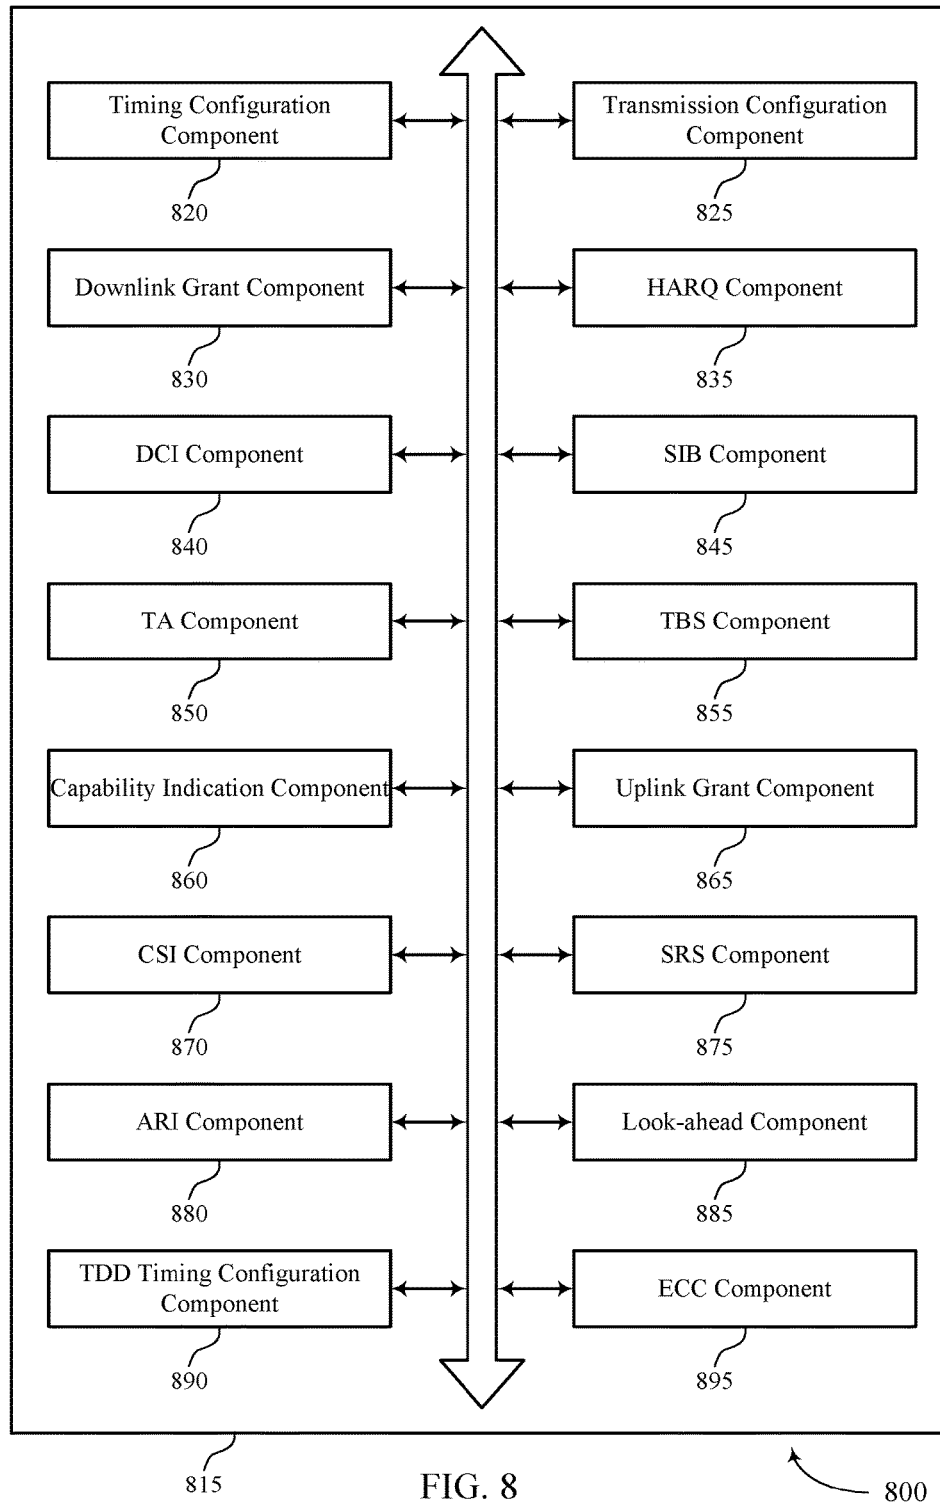 Timing Configuration
Component
820
Transmission Configuration
Component
825
Downlink Grant Component
830
HARQ Component
835
DCI Component
840
SIB Component
845
TA Component
850
TBS Component
855
Capability Indication Component
860
Uplink Grant Component
865
CSI Component
870
SRS Component
875
ARI Component
880
Look-ahead Component
885
TDD Timing Configuration
Component
890
ECC Component
895
815
FIG. 8
800